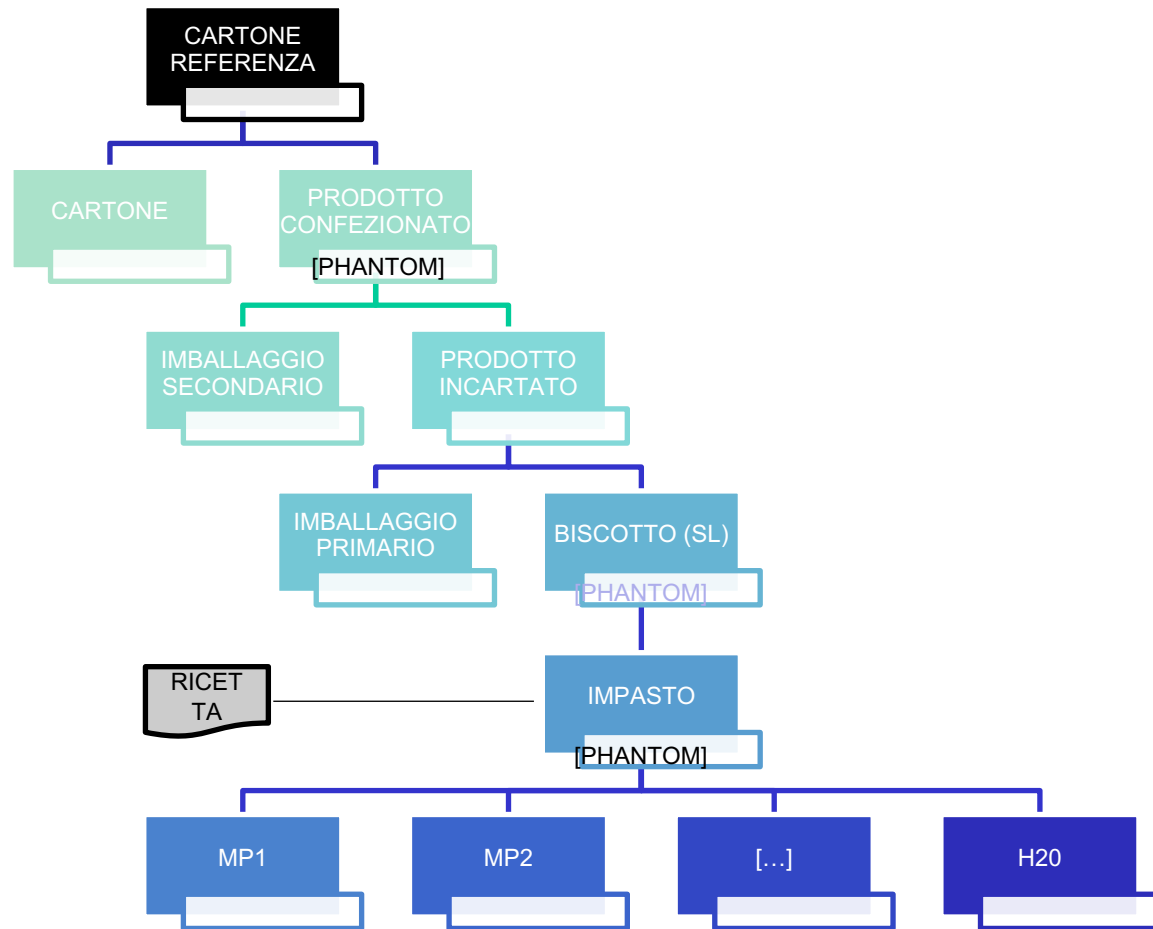 CARTONE
REFERENZA
CARTONE
PRODOTTO
CONFEZIONATO
[PHANTOM]
IMBALLAGGIO
SECONDARIO
PRODOTTO
INCARTATO
IMBALLAGGIO
PRIMARIO
BISCOTTO (SL)
[PHANTOM]
RICET
TA
IMPASTO
[PHANTOM]
MP1
MP2
[…]
H20